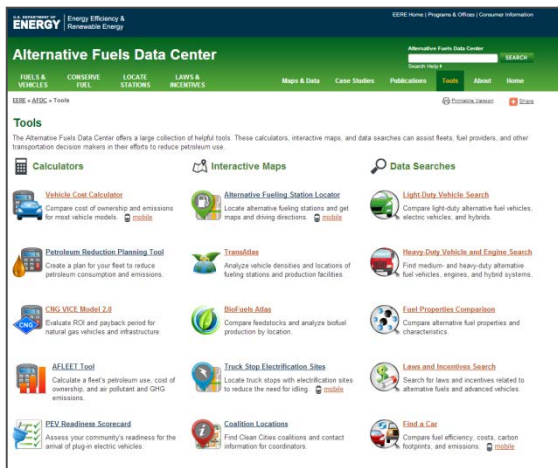 U.S. DEPARTMENT OF
ENERGY
Energy Efficiency &
Renewable Energy
EERE Home | Programs & Offices | Consumer Information
Alternative Fuels Data Center
Alternative Fuels Data Center
SEARCH
Search Help
FUELS &
VEHICLES
CONSERVE
FUEL
LOCATE
STATIONS
LAWS &
INCENTIVES
Maps & Data
Case Studies
Publications
Tools
About
Home
EERE » AFDC » Tools
Printable Version
Share
Tools
The Alternative Fuels Data Center offers a large collection of helpful tools. These calculators, interactive maps, and data searches can assist fleets, fuel providers, and other
transportation decision makers in their efforts to reduce petroleum use.
Calculators
Vehicle Cost Calculator
Compare cost of ownership and emissions
for most vehicle models. mobile
Petroleum Reduction Planning Tool
Create a plan for your fleet to reduce
petroleum consumption and emissions.
CNG
CNG VICE Model 2.0
Evaluate ROI and payback period for
natural gas vehicles and infrastructure.
AFLEET Tool
Calculate a fleet's petroleum use, cost of
ownership, and air pollutant and GHG
emissions.
PEV Readiness Scorecard
Assess your community's readiness for the
arrival of plug-in electric vehicles.
Interactive Maps
Alternative Fueling Station Locator
Locate alternative fueling stations and get
maps and driving directions. mobile
TransAtlas
Analyze vehicle densities and locations of
fueling stations and production facilities.
BioFuels Atlas
Compare feedstocks and analyze biofuel
production by location.
Truck Stop Electrification Sites
Locate truck stops with electrification sites
to reduce the need for idling. mobile
Coalition Locations
Find Clean Cities coalitions and contact
information for coordinators.
Data Searches
Light-Duty Vehicle Search
Compare light-duty alternative fuel vehicles,
electric vehicles, and hybrids.
Heavy-Duty Vehicle and Engine Search
Find medium- and heavy-duty alternative
fuel vehicles, engines, and hybrid systems.
Fuel Properties Comparison
Compare alternative fuel properties and
characteristics.
Laws and Incentives Search
Search for laws and incentives related to
alternative fuels and advanced vehicles.
Find a Car
Compare fuel efficiency, costs, carbon
footprints, and emissions. mobile